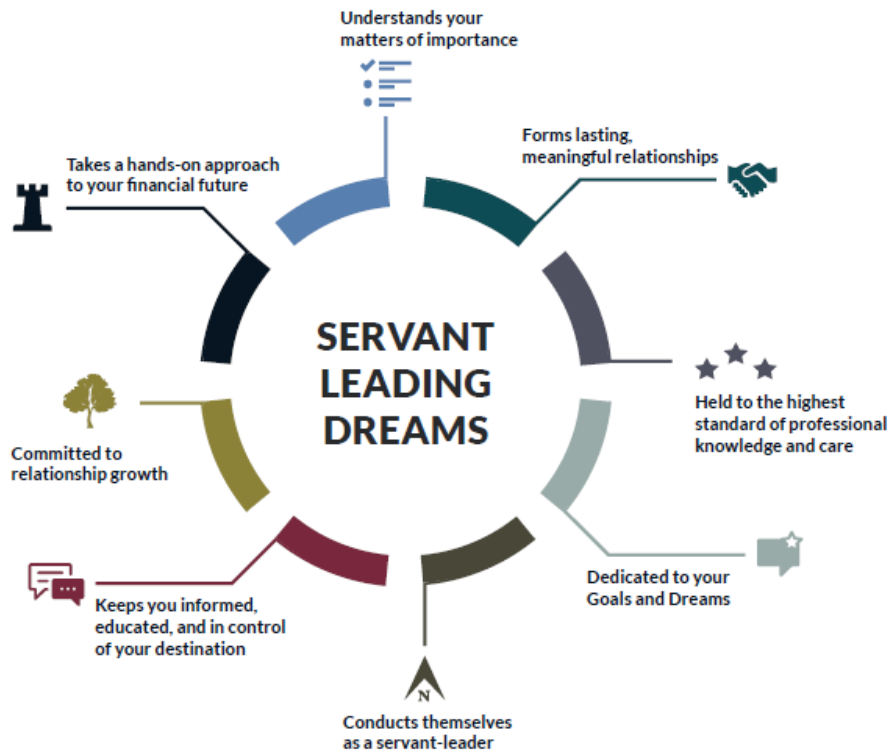 Understands your
matters of importance
Forms lasting,
meaningful relationships
Takes a hands-on approach
to your financial future
SERVANT
LEADING
DREAMS
Held to the highest
standard of professional
knowledge and care
Committed to
relationship growth
Dedicated to your
Goals and Dreams
Keeps you informed,
educated, and in control
of your destination
N
Conducts themselves
as a servant-leader